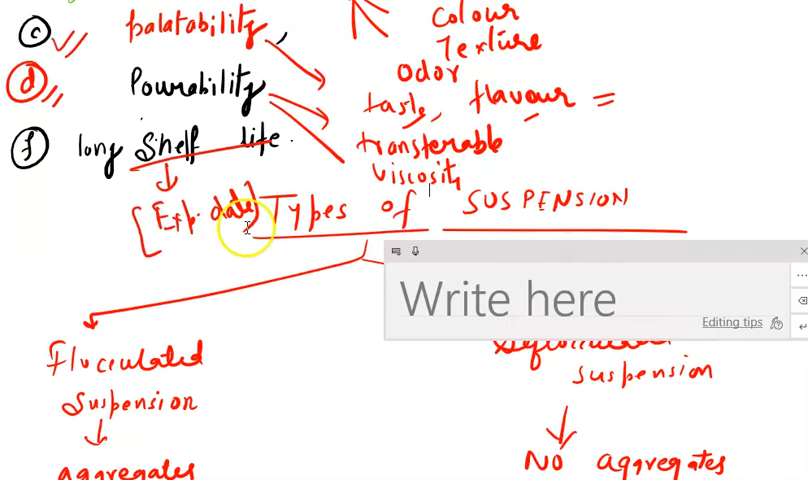 c palatability,
colour
Texture
Odor
d Pourability
taste, flavour =
f long Shelf life.
transferable
viscosity
[Exp. date] Types of SUSPENSION
Write here
Editing tips
Flocculated
suspension
Suspension
NO aggregates
aggregates